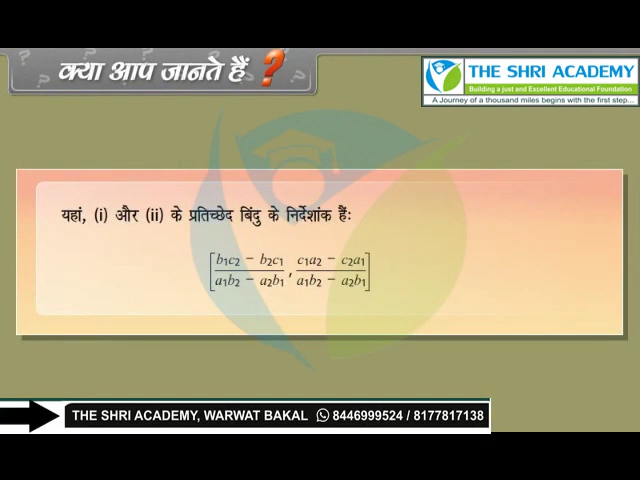 क्या आप जानते हैं ?
THE SHRI ACADEMY
Building a just and Excellent Educational Foundation
A Journey of a thousand miles begins with the first step...
यहां, (i) और (ii) के प्रतिच्छेद बिंदु के निर्देशांक हैं:
[b₁c₂ − b₂c₁ / a₁b₂ − a₂b₁ , c₁a₂ − c₂a₁ / a₁b₂ − a₂b₁]
THE SHRI ACADEMY, WARWAT BAKAL 8446999524 / 8177817138